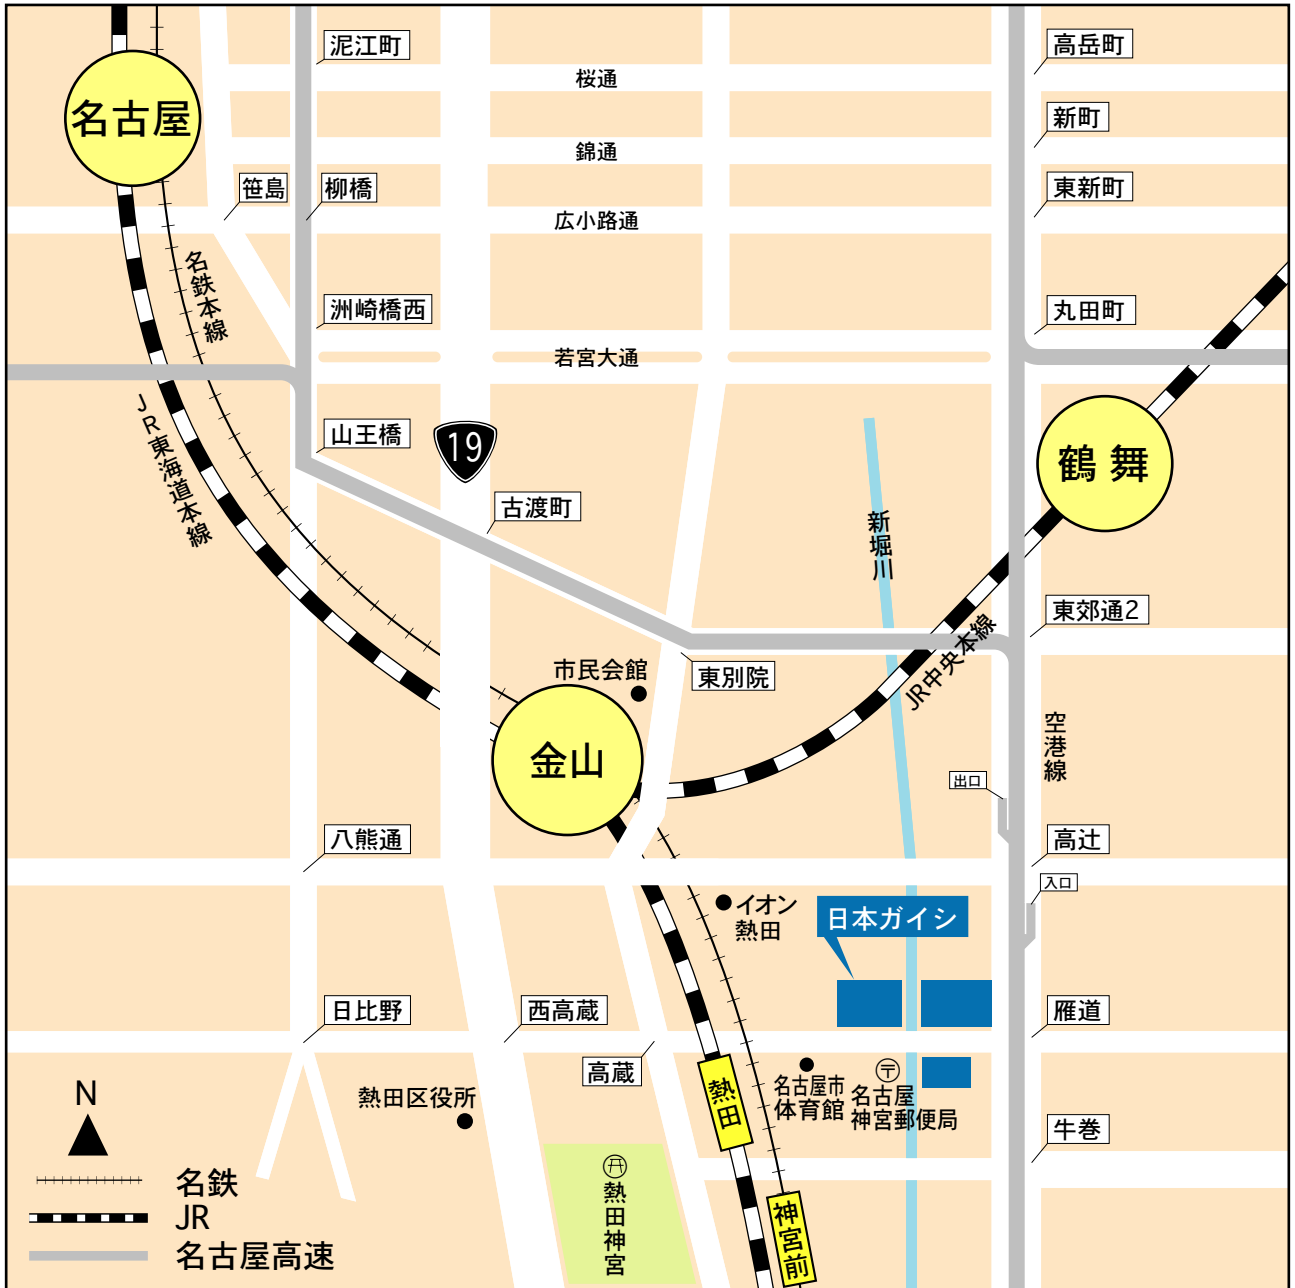 泥江町
高岳町
桜通
名古屋
新町
錦通
笹島
柳橋
東新町
広小路通
名鉄本線
洲崎橋西
丸田町
若宮大通
JR東海道本線
山王橋
19
鶴舞
古渡町
新堀川
東郊通2
市民会館
東別院
JR中央本線
金山
空港線
出口
八熊通
高辻
入口
イオン
熱田
日本ガイシ
日比野
西高蔵
雁道
高蔵
熱田
名古屋市
体育館
〒
名古屋
神宮郵便局
熱田区役所
牛巻
N
熱田神宮
神宮前
名鉄
JR
名古屋高速